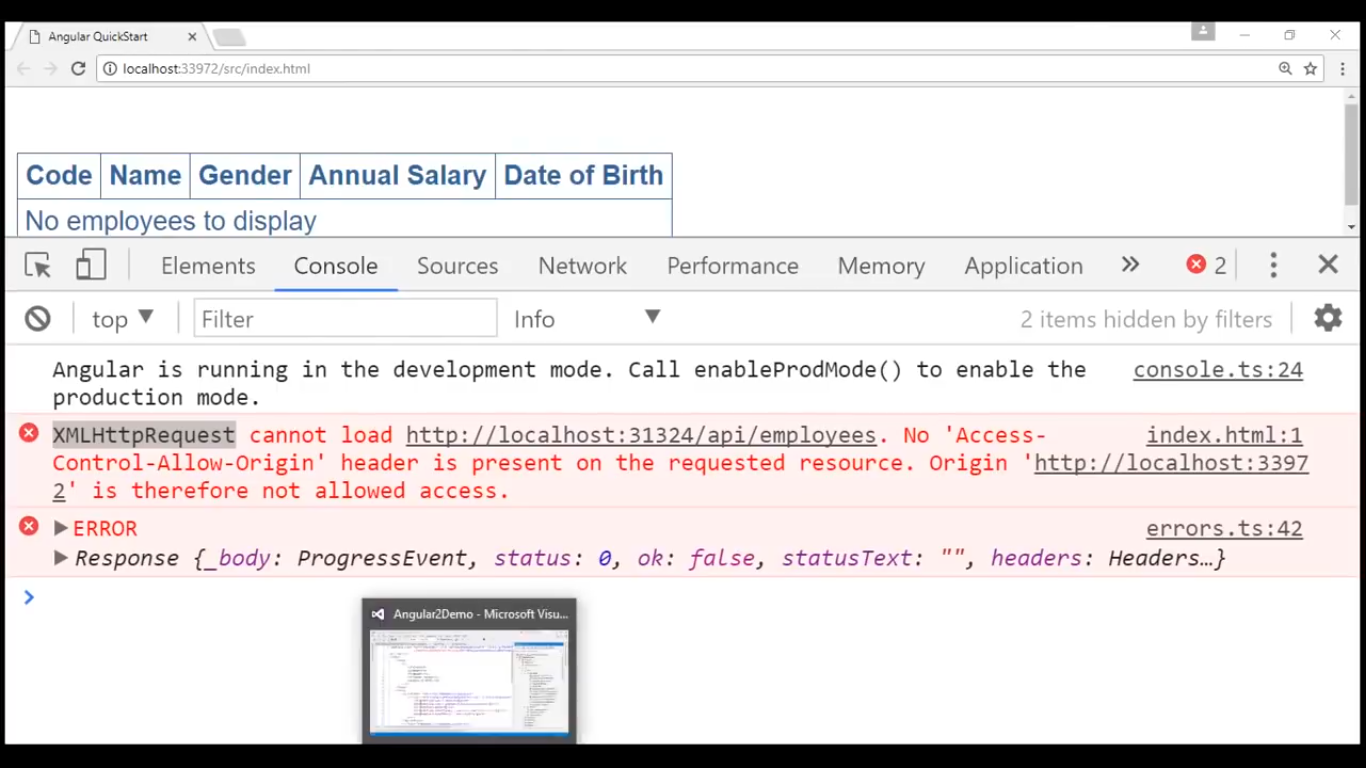 Angular QuickStart
localhost:33972/src/index.html
Code Name Gender Annual Salary Date of Birth
No employees to display
Elements Console Sources Network Performance Memory Application 2
top Filter Info 2 items hidden by filters
Angular is running in the development mode. Call enableProdMode() to enable the console.ts:24
production mode.
XMLHttpRequest cannot load http://localhost:31324/api/employees. No 'Access- index.html:1
Control-Allow-Origin' header is present on the requested resource. Origin 'http://localhost:3397
2' is therefore not allowed access.
ERROR errors.ts:42
Response {_body: ProgressEvent, status: 0, ok: false, statusText: "", headers: Headers…}
Angular2Demo - Microsoft Visu...